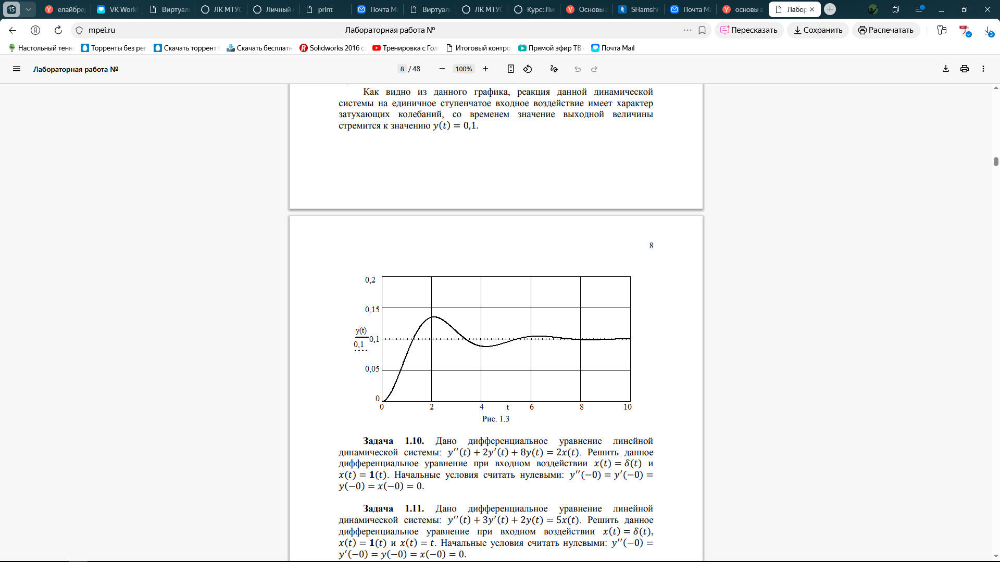 15 елайбре VK Work Виртуал ЛК МТУС Личный print Почта Ма Виртуал ЛК МТУС Курс: Ли Основы SHamshi Почта Ма основы а Лабор
mpei.ru Лабораторная работа № Пересказать Сохранить Распечатать
Настольный тенн Торренты без рег Скачать торрент Скачать бесплатн Solidworks 2016 с Тренировка с Гол Итоговый контро Прямой эфир ТВ Почта Mail
Лабораторная работа № 8 / 48 − 100% +
Как видно из данного графика, реакция данной динамической
системы на единичное ступенчатое входное воздействие имеет характер
затухающих колебаний, со временем значение выходной величины
стремится к значению y(t) = 0,1.
8
0,2
0,15
y(t)
0,1
0,1
0,05
0
0 2 4 t 6 8 10
Рис. 1.3
Задача 1.10. Дано дифференциальное уравнение линейной
динамической системы: y′′(t) + 2y′(t) + 8y(t) = 2x(t). Решить данное
дифференциальное уравнение при входном воздействии x(t) = δ(t) и
x(t) = 1(t). Начальные условия считать нулевыми: y′′(−0) = y′(−0) =
y(−0) = x(−0) = 0.
Задача 1.11. Дано дифференциальное уравнение линейной
динамической системы: y′′(t) + 3y′(t) + 2y(t) = 5x(t). Решить данное
дифференциальное уравнение при входном воздействии x(t) = δ(t),
x(t) = 1(t) и x(t) = t. Начальные условия считать нулевыми: y′′(−0) =
y′(−0) = y(−0) = x(−0) = 0.